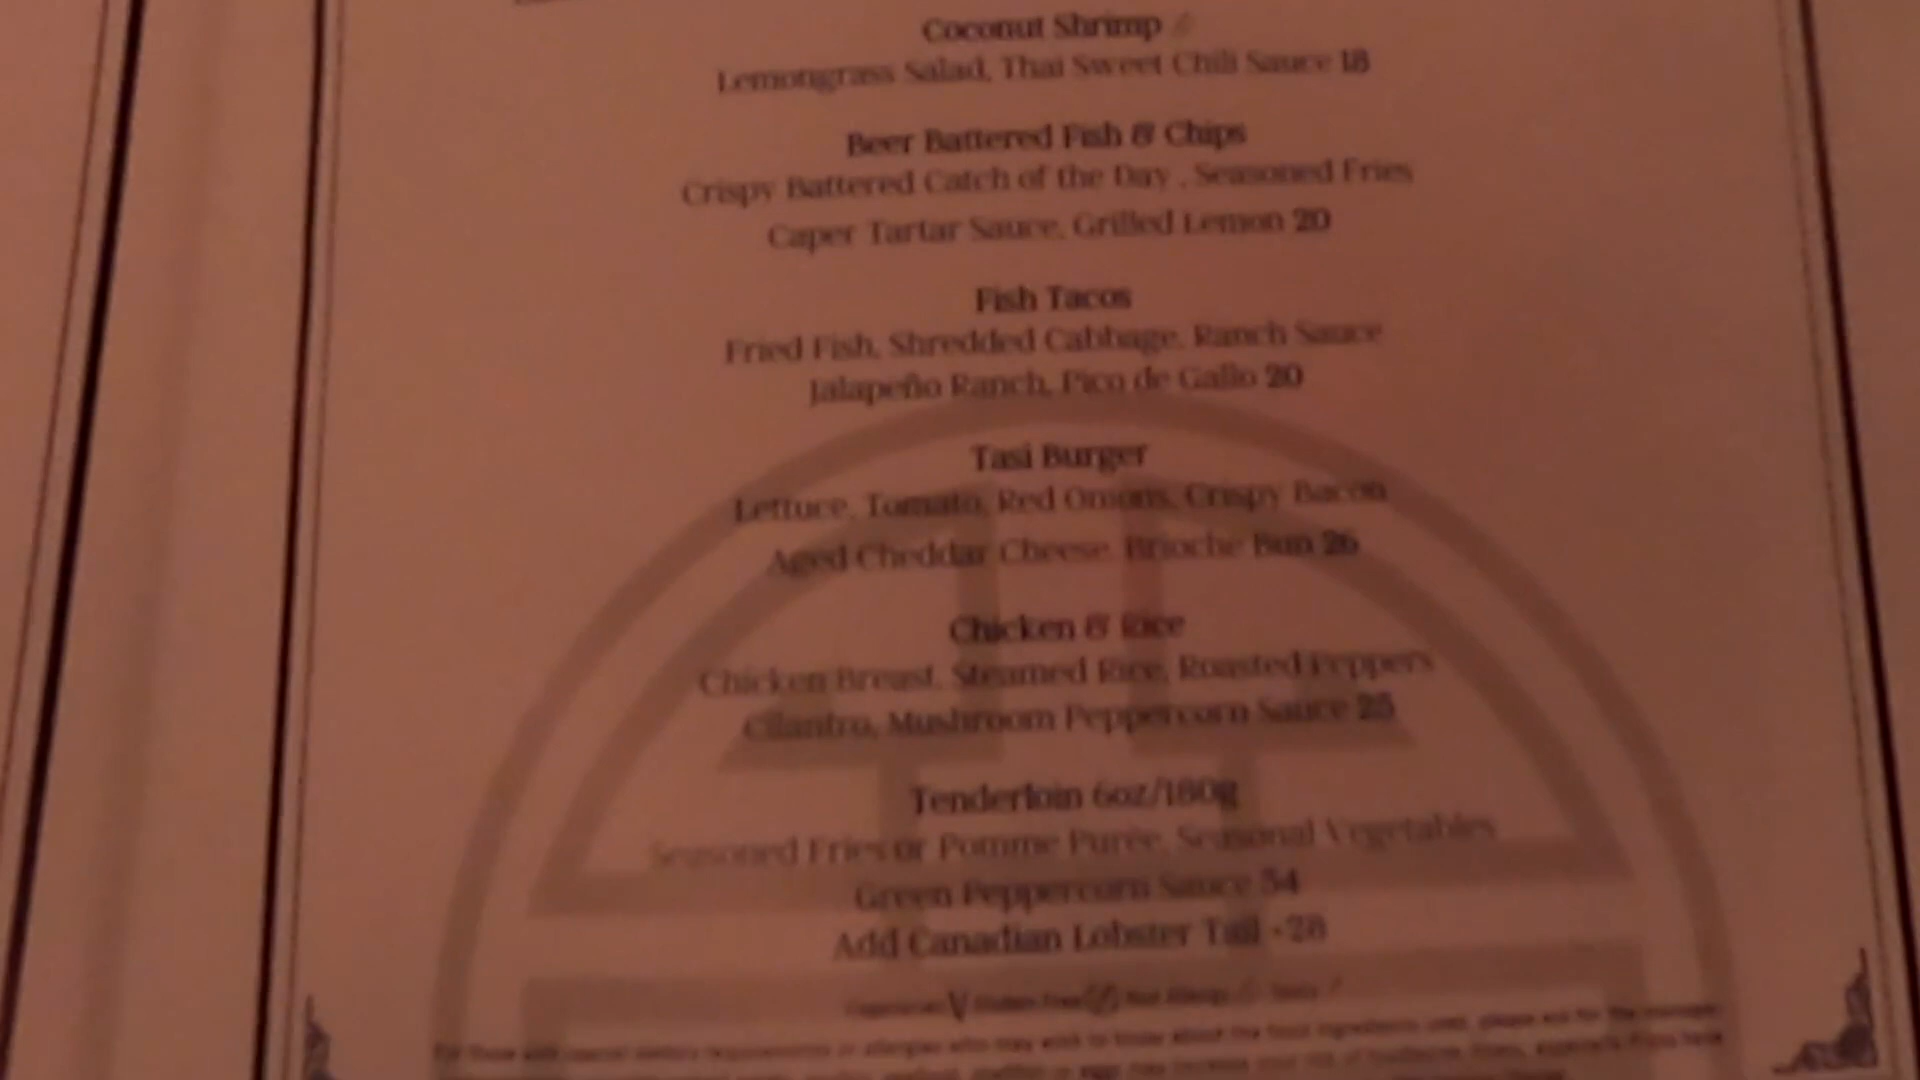 Coconut Shrimp
Lemongrass Salad, Thai Sweet Chili Sauce 18
Beer Battered Fish & Chips
Crispy Battered Catch of the Day , Seasoned Fries
Caper Tartar Sauce, Grilled Lemon 20
Fish Tacos
Fried Fish, Shredded Cabbage, Ranch Sauce
Jalapeño Ranch, Pico de Gallo 20
Tasi Burger
Lettuce, Tomato, Red Onions, Crispy Bacon
Aged Cheddar Cheese, Brioche Bun 26
Chicken & Rice
Chicken Breast, Steamed Rice, Roasted Peppers
Cilantro, Mushroom Peppercorn Sauce 25
Tenderloin 6oz/180g
Seasoned Fries or Pomme Purée, Seasonal Vegetables
Green Peppercorn Sauce 54
Add Canadian Lobster Tail -28